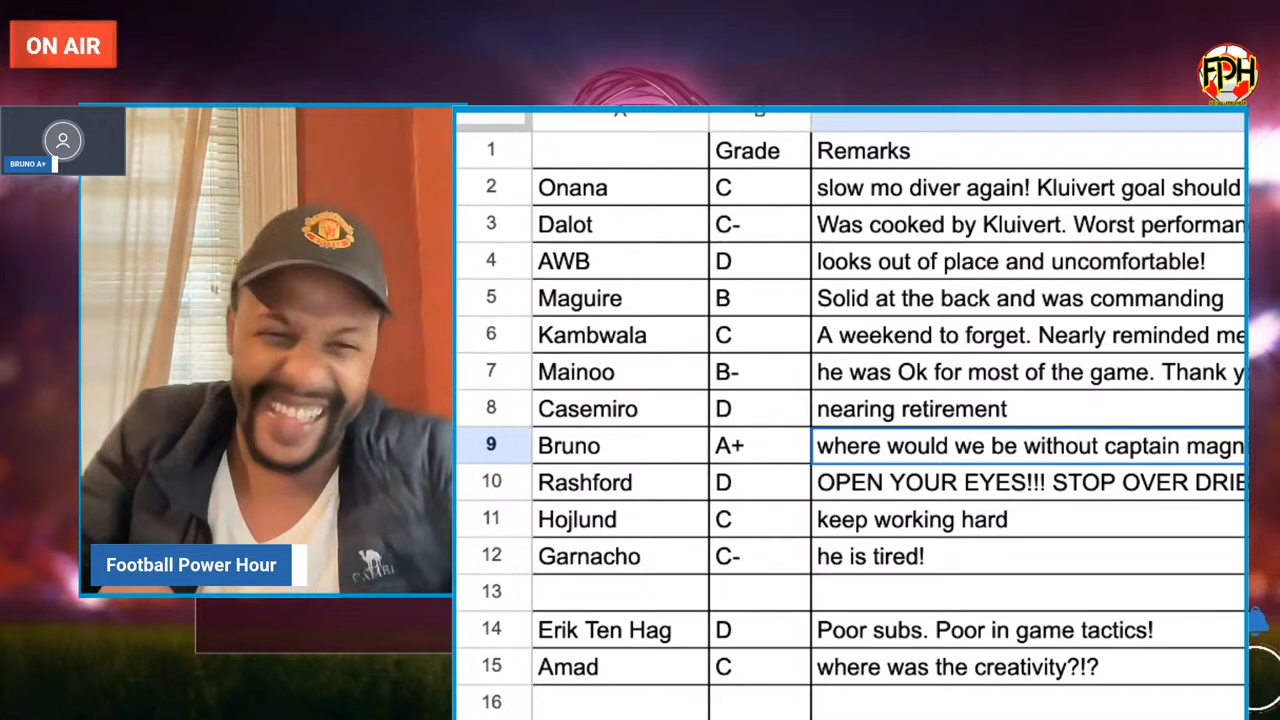 ON AIR
FPH
BRUNO A+
Football Power Hour
1 Grade Remarks
2 Onana C slow mo diver again! Kluivert goal should
3 Dalot C- Was cooked by Kluivert. Worst
4 AWB D looks out of place and uncomfortable!
5 Maguire B Solid at the back and was commanding
6 Kambwala C A weekend to forget. Nearly reminded me
7 Mainoo B- he was Ok for most of the game. Thank
8 Casemiro D nearing retirement
9 Bruno A+ where would we be without captain
10 Rashford D OPEN YOUR EYES!!! STOP OVER
11 Hojlund C keep working hard
12 Garnacho C- he is tired!
13
14 Erik Ten Hag D Poor subs. Poor in game tactics!
15 Amad C where was the creativity?!?
16